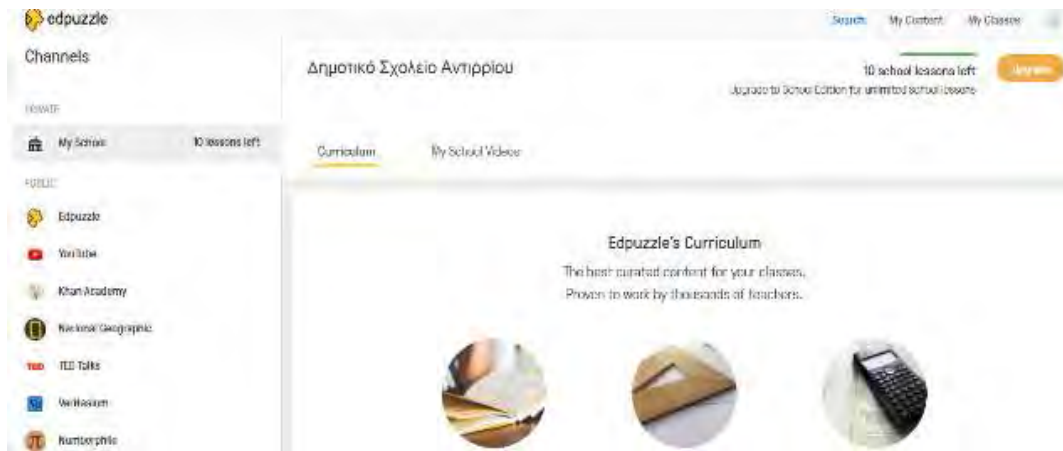 edpuzzle
Search My Content My Classes
Channels
PRIVATE
My School 10 lessons left
PUBLIC
Edpuzzle
YouTube
Khan Academy
National Geographic
TED TED Talks
Veritasium
Numberphile
Δημοτικό Σχολείο Αντιρρίου
10 school lessons left
Upgrade to School Edition for unlimited school lessons
Upgrade
Curriculum My School Videos
Edpuzzle's Curriculum
The best curated content for your classes.
Proven to work by thousands of teachers.